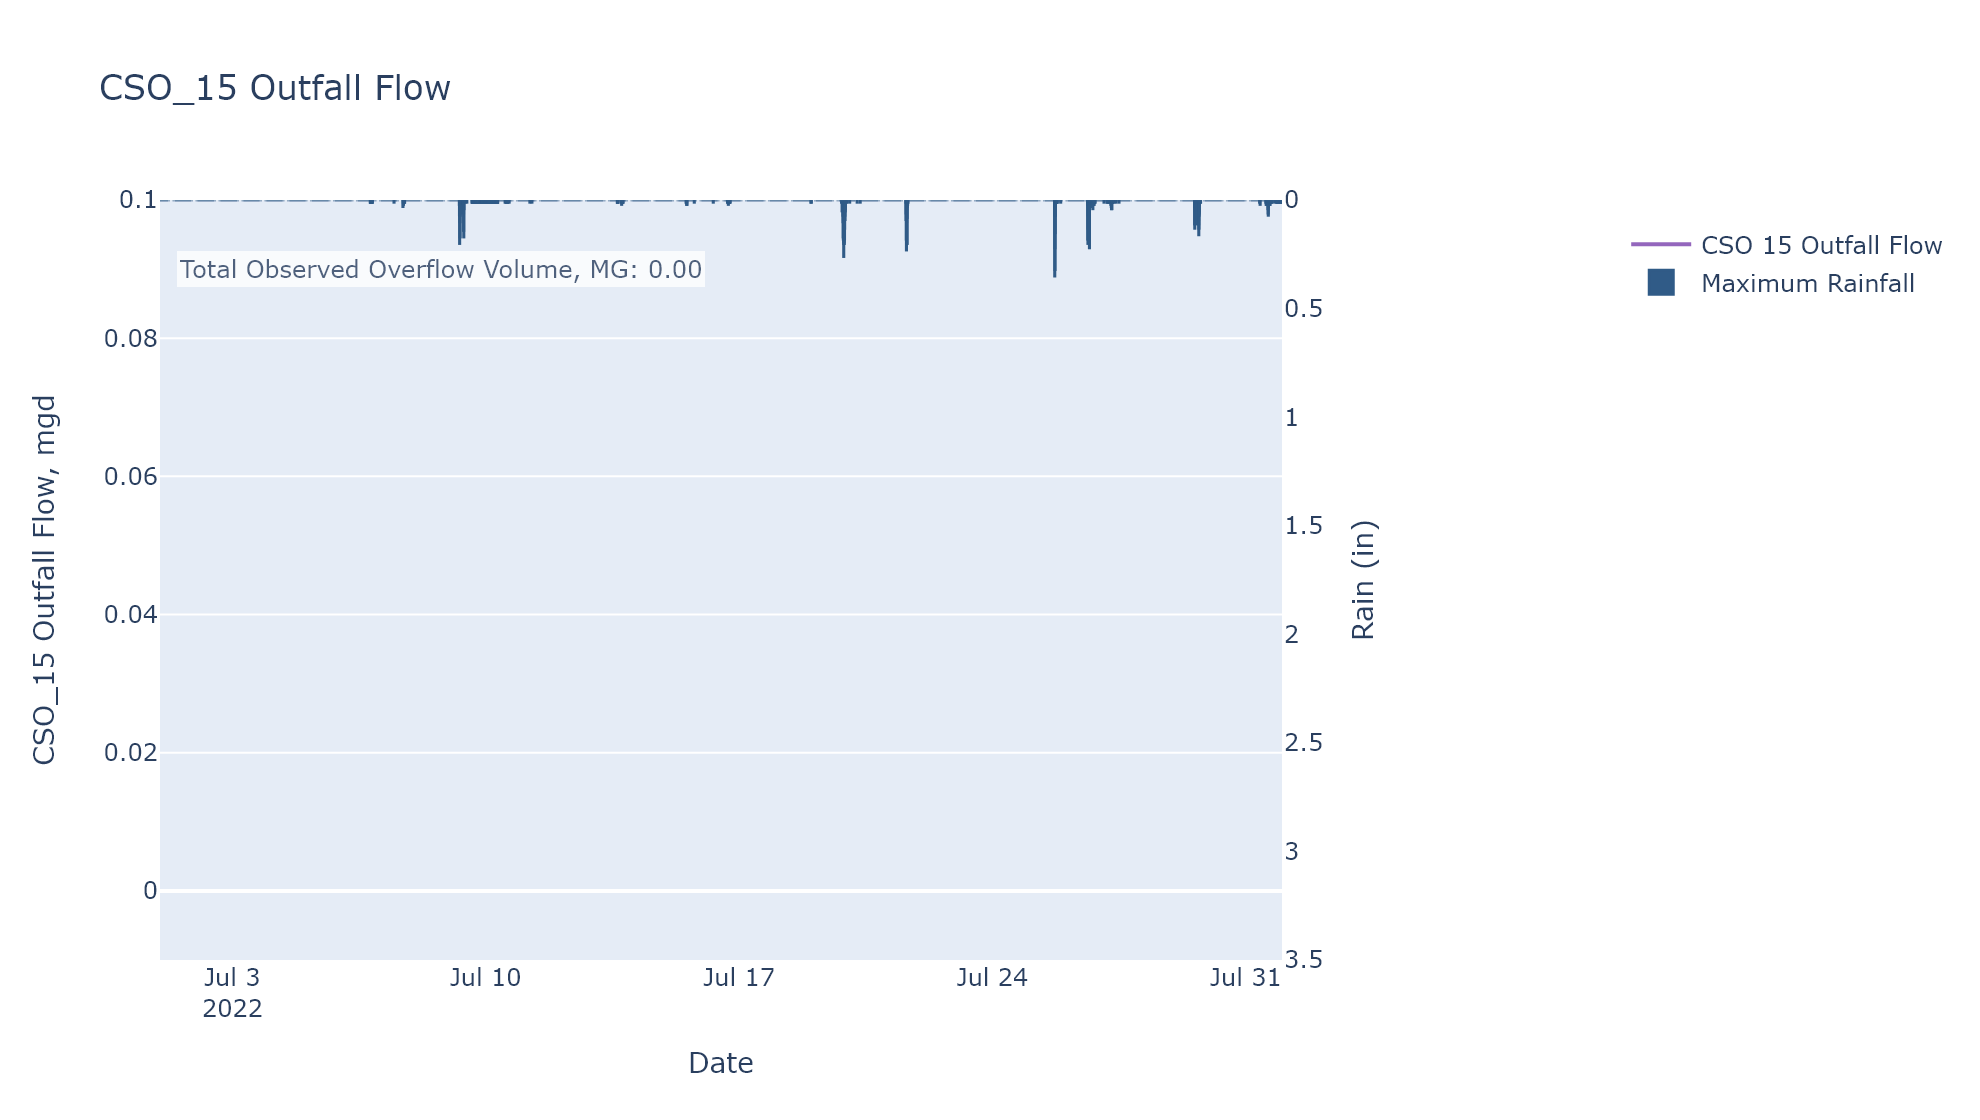 CSO_15 Outfall Flow
0.1
0.08
0.06
0.04
0.02
0
CSO_15 Outfall Flow, mgd
Total Observed Overflow Volume, MG: 0.00
0
0.5
1
1.5
2
2.5
3
3.5
Rain (in)
Jul 3
2022
Jul 10
Jul 17
Jul 24
Jul 31
Date
CSO 15 Outfall Flow
Maximum Rainfall